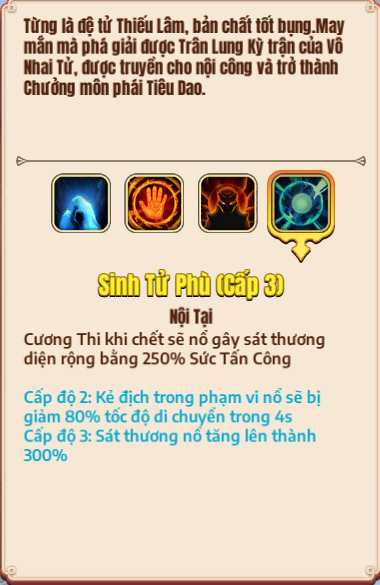 Từng là đệ tử Thiếu Lâm, bản chất tốt bụng.May
mắn mà phá giải được Trân Lung Kỳ trận của Vô
Nhai Tử, được truyền cho nội công và trở thành
Chưởng môn phái Tiêu Dao.
Sinh Tử Phù (Cấp 3)
Nội Tại
Cương Thi khi chết sẽ nổ gây sát thương
diện rộng bằng 250% Sức Tấn Công
Cấp độ 2: Kẻ địch trong phạm vi nổ sẽ bị
giảm 80% tốc độ di chuyển trong 4s
Cấp độ 3: Sát thương nổ tăng lên thành
300%